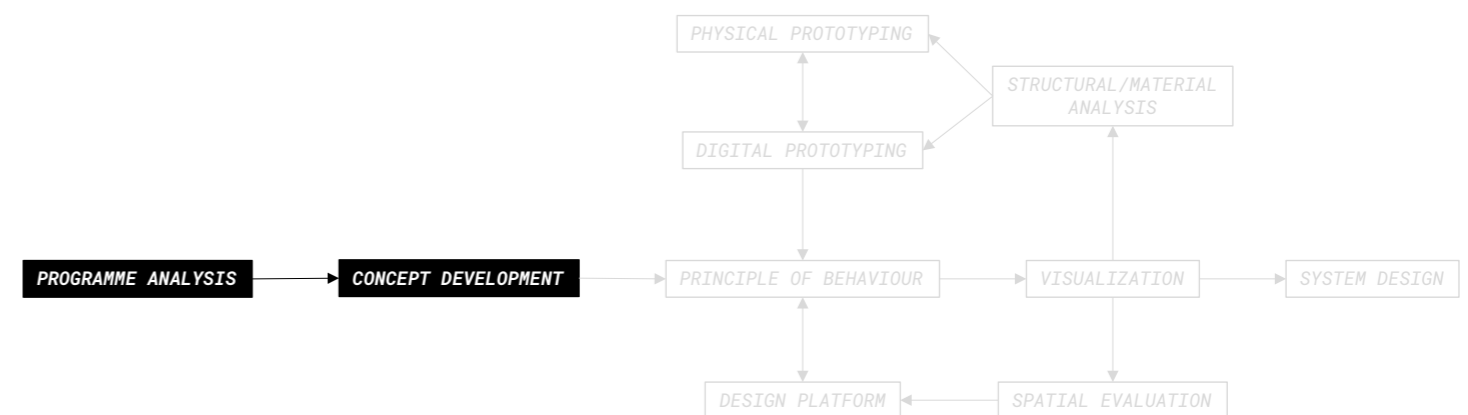 PHYSICAL PROTOTYPING
STRUCTURAL/MATERIAL
ANALYSIS
DIGITAL PROTOTYPING
PROGRAMME ANALYSIS
CONCEPT DEVELOPMENT
PRINCIPLE OF BEHAVIOUR
VISUALIZATION
SYSTEM DESIGN
DESIGN PLATFORM
SPATIAL EVALUATION